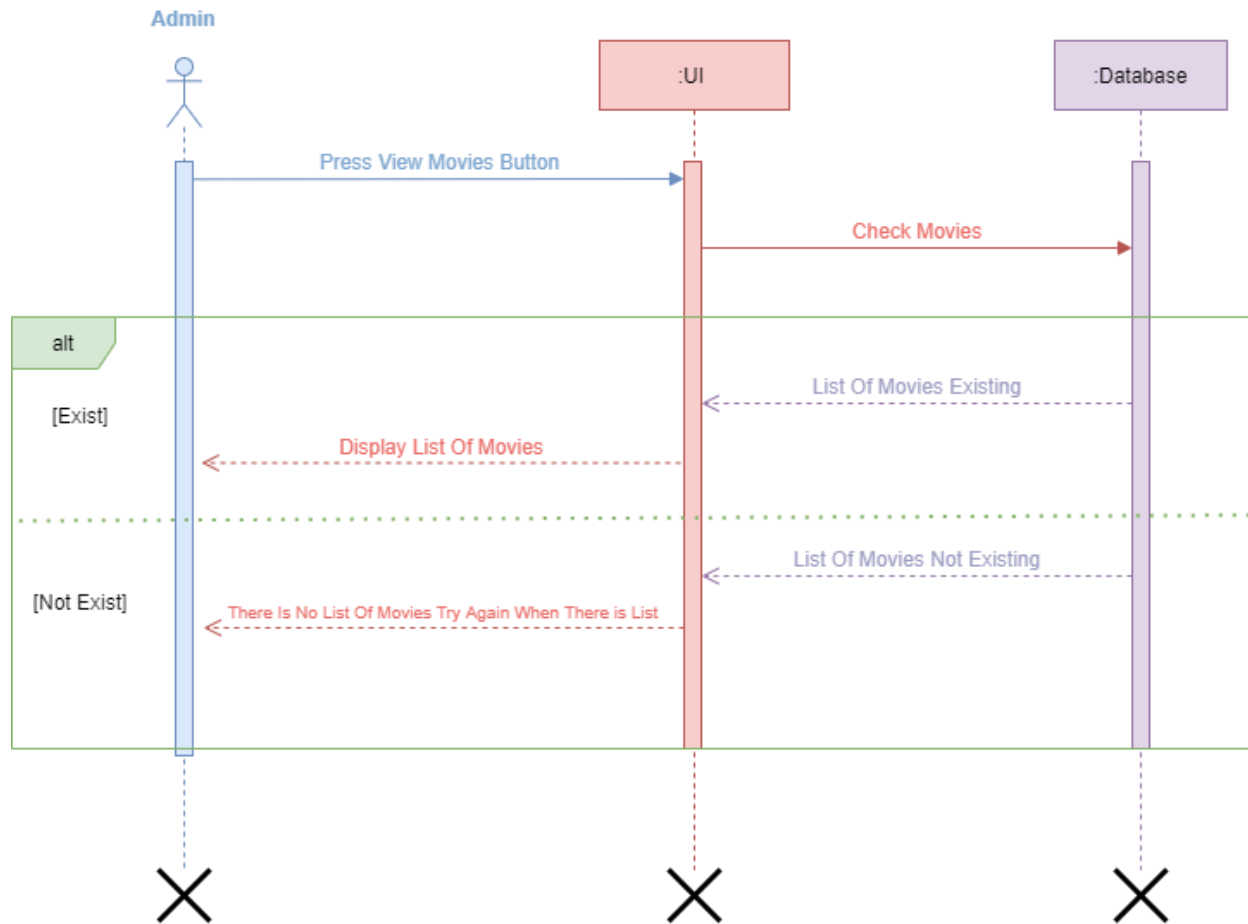 Admin
:UI
:Database
Press View Movies Button
Check Movies
alt
[Exist]
List Of Movies Existing
Display List Of Movies
List Of Movies Not Existing
[Not Exist]
There Is No List Of Movies Try Again When There is List